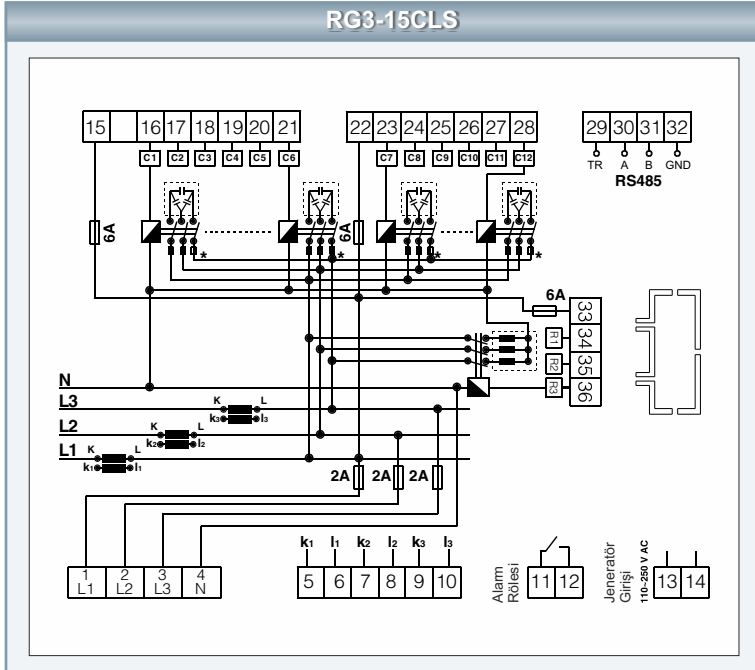 RG3-15CLS
15 16 17 18 19 20 21 22 23 24 25 26 27 28 29 30 31 32
C1 C2 C3 C4 C5 C6 C7 C8 C9 C10 C11 C12
TR A B GND
RS485
6A 6A
* * * *
6A
33
34
35
36
R1
R2
R3
N
L3
K L
k3 l3
L2
K L
k2 l2
L1
K L
k1 l1
2A 2A 2A
1 2 3 4
L1 L2 L3 N
k1 l1 k2 l2 k3 l3
5 6 7 8 9 10
Alarm
Rölesi
11 12
Jeneratör
Girişi
110~250 V AC
13 14